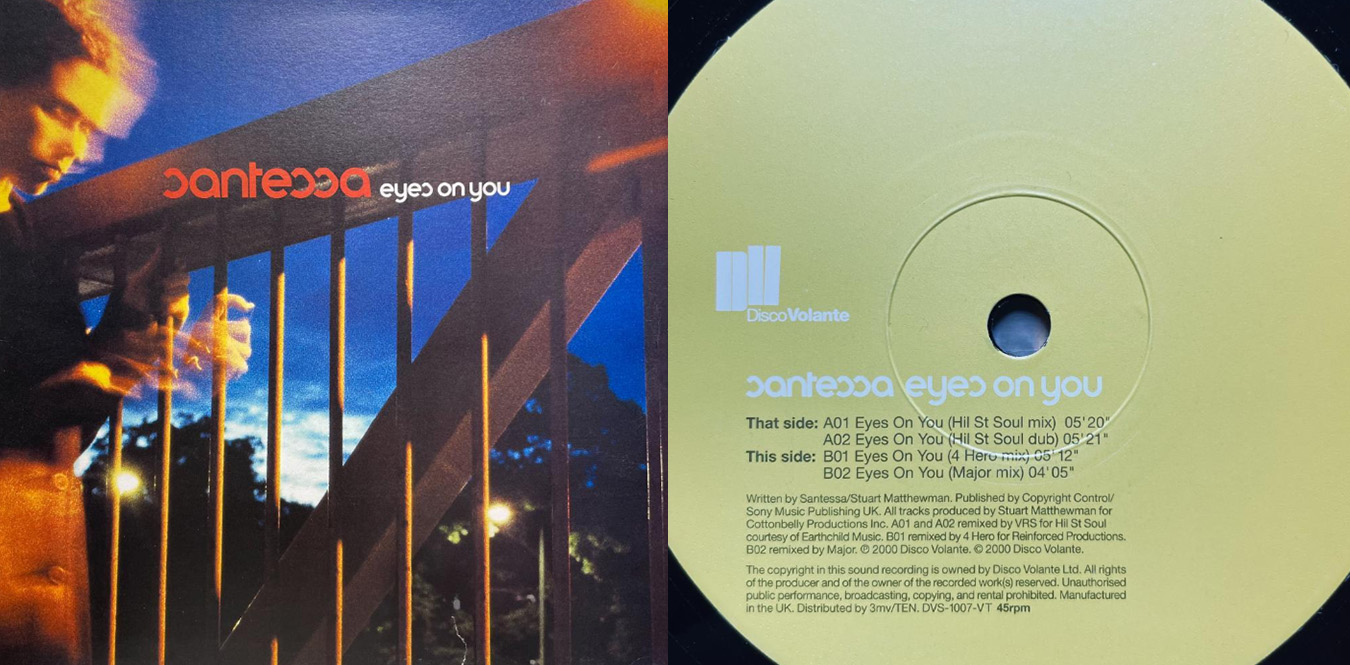 santessa eyes on you
DiscoVolante
santessa eyes on you
That side: A01 Eyes On You (Hil St Soul mix) 05'20"
A02 Eyes On You (Hil St Soul dub) 05'21"
This side: B01 Eyes On You (4 Hero mix) 05'12"
B02 Eyes On You (Major mix) 04'05"
Written by Santessa/Stuart Matthewman. Published by Copyright Control/
Sony Music Publishing UK. All tracks produced by Stuart Matthewman for
Cottonbelly Productions Inc. A01 and A02 remixed by VRS for Hil St Soul
courtesy of Earthchild Music. B01 remixed by 4 Hero for Reinforced Productions.
B02 remixed by Major. ℗ 2000 Disco Volante. © 2000 Disco Volante.
The copyright in this sound recording is owned by Disco Volante Ltd. All rights
of the producer and of the owner of the recorded work(s) reserved. Unauthorised
public performance, broadcasting, copying, and rental prohibited. Manufactured
in the UK. Distributed by 3mv/TEN. DVS-1007-VT 45rpm